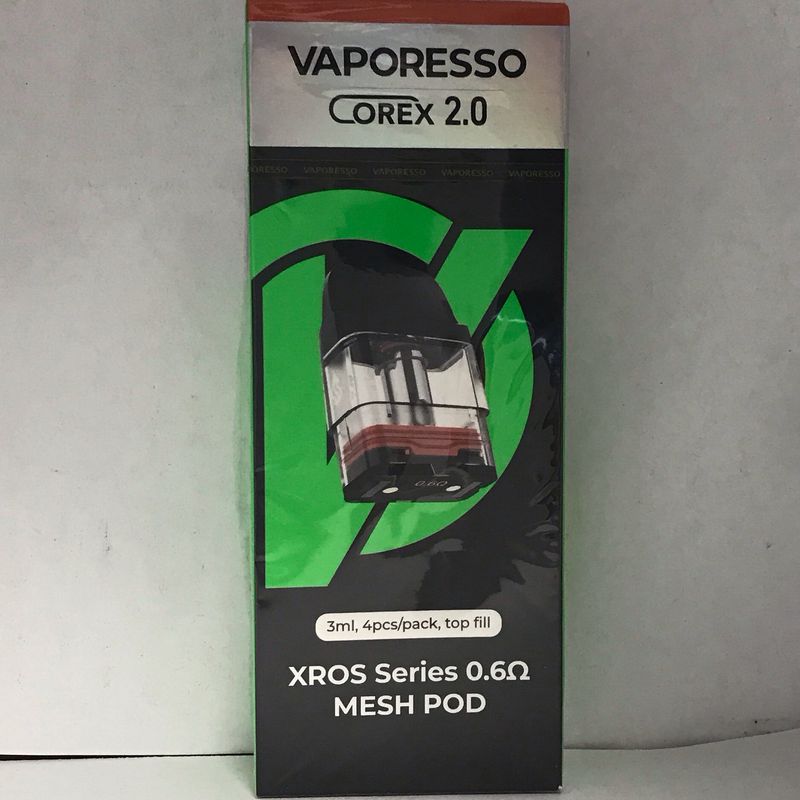 VAPORESSO
COREX 2.0
ORESSO VAPORESSO VAPORESSO VAPORESSO VAPORESSO
0.6Ω
3ml, 4pcs/pack, top fill
XROS Series 0.6Ω
MESH POD